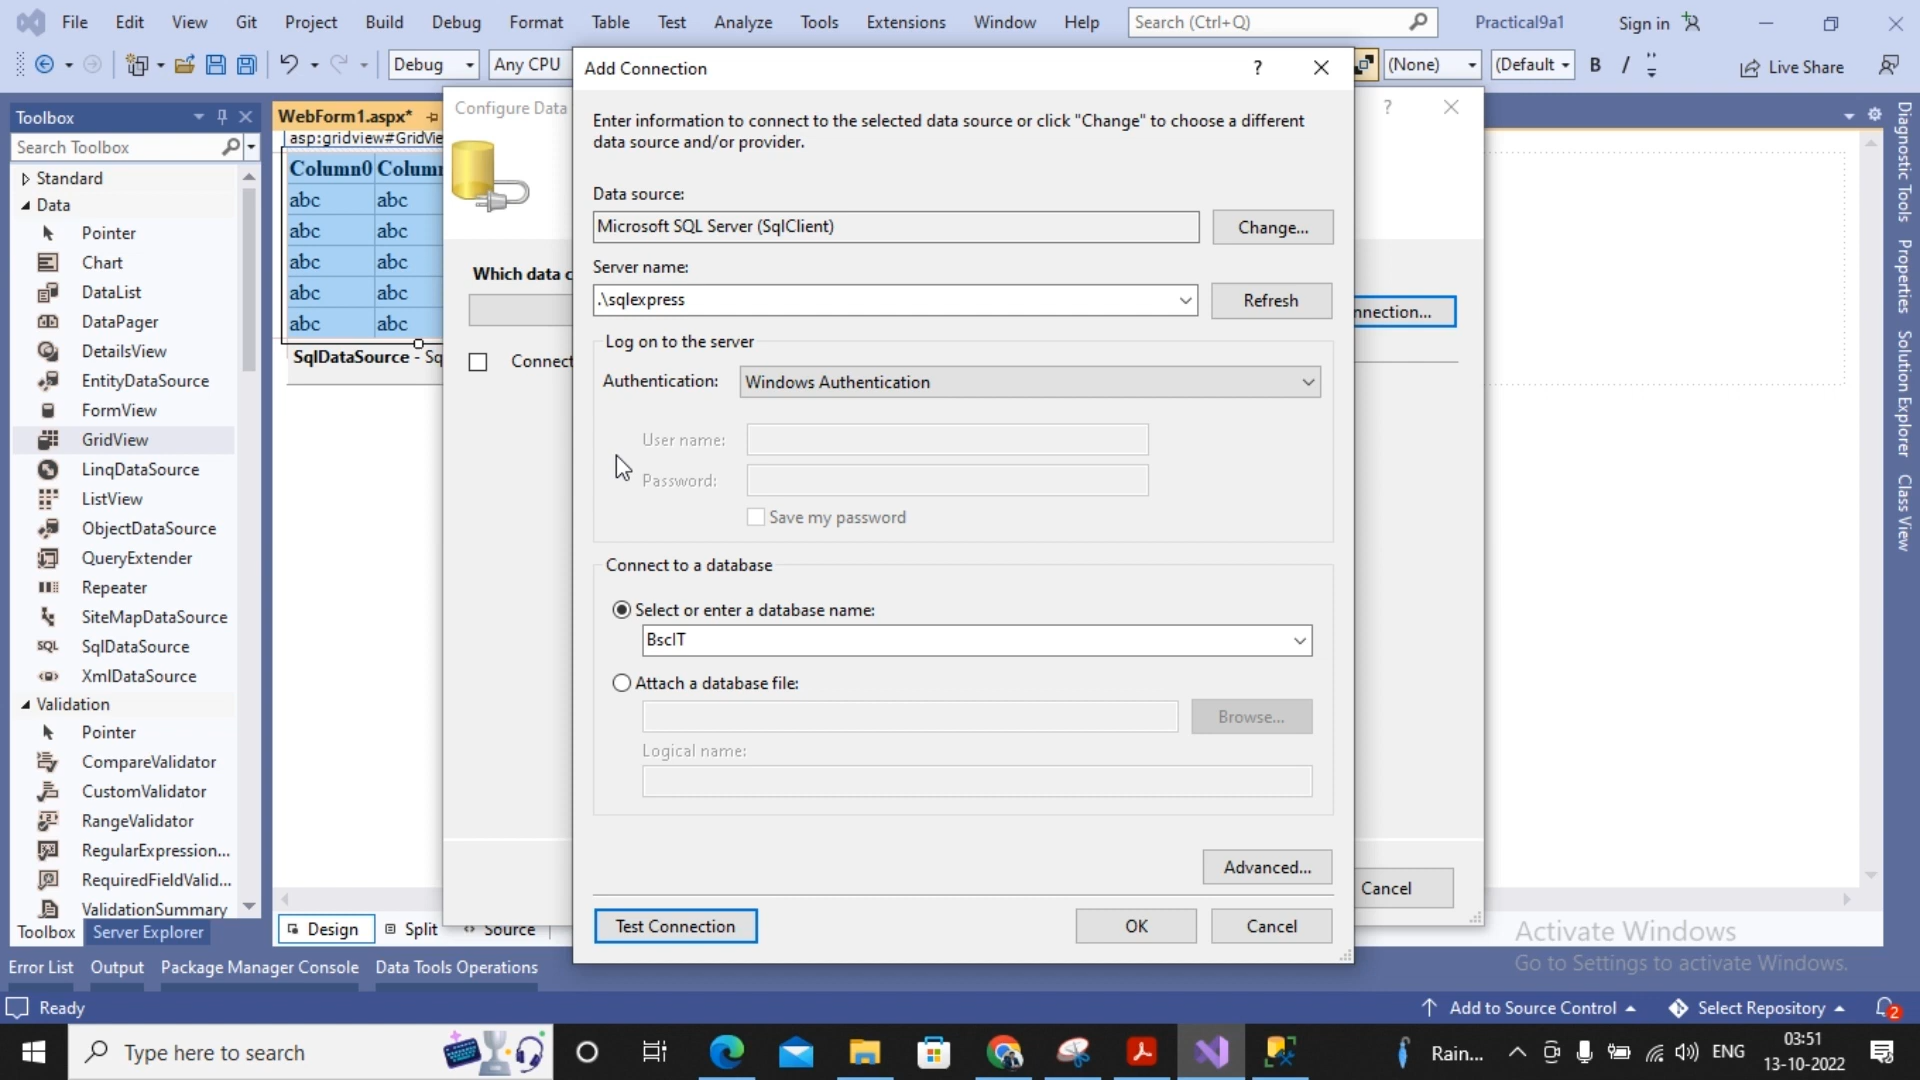 File Edit View Git Project Build Debug Format Table Test Analyze Tools Extensions Window Help Search (Ctrl+Q) Practical9a1 Sign in
Debug Any CPU (None) (Default B I Live Share
Add Connection
Toolbox
Search Toolbox
Standard
Data
Pointer
Chart
DataList
DataPager
DetailsView
EntityDataSource
FormView
GridView
LinqDataSource
ListView
ObjectDataSource
QueryExtender
Repeater
SiteMapDataSource
SqlDataSource
XmlDataSource
Validation
Pointer
CompareValidator
CustomValidator
RangeValidator
RegularExpression...
RequiredFieldValid...
ValidationSummary
Toolbox Server Explorer
WebForm1.aspx*
asp:gridview#GridVie
Column0 Colum
abc abc
abc abc
abc abc
abc abc
abc abc
SqlDataSource - Sq
Design Split Source
Configure Data
Which data c
Connect
nnection...
Cancel
Enter information to connect to the selected data source or click "Change" to choose a different
data source and/or provider.
Data source:
Microsoft SQL Server (SqlClient) Change...
Server name:
.\sqlexpress Refresh
Log on to the server
Authentication: Windows Authentication
User name:
Password:
Save my password
Connect to a database
Select or enter a database name:
BscIT
Attach a database file:
Browse...
Logical name:
Advanced...
Test Connection OK Cancel
Diagnostic Tools
Properties
Solution Explorer
Class View
Activate Windows
Go to Settings to activate Windows.
Error List Output Package Manager Console Data Tools Operations
Ready Add to Source Control Select Repository 2
Type here to search Rain... ENG 03:51
13-10-2022